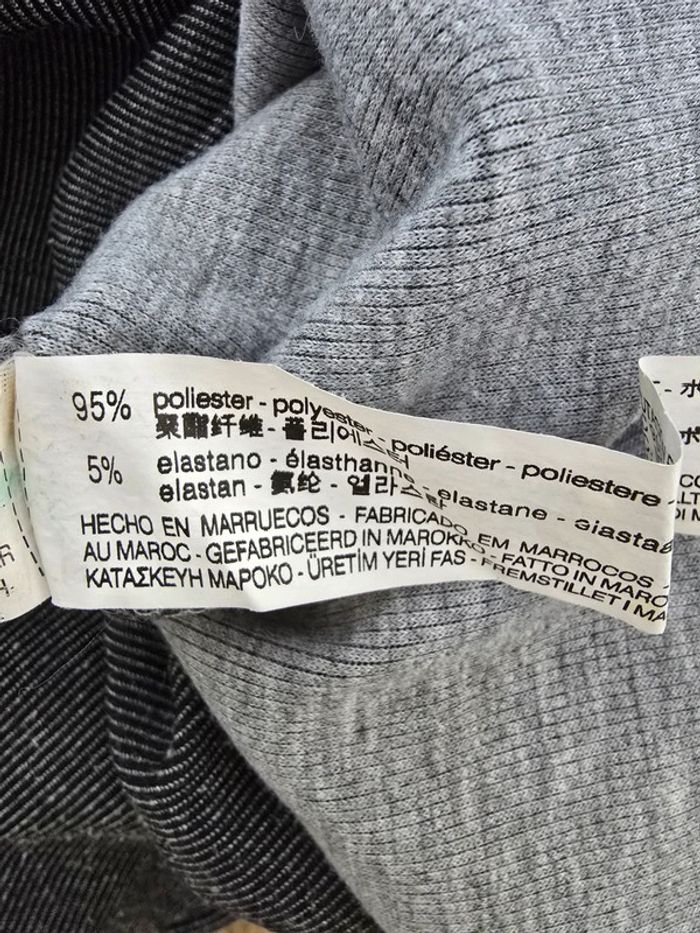 95% poliester - polyester - poliéster - poliestere
聚酯纤维 - 폴리에스터
5% elastano - élasthanne - elastane -
elastan - 氨纶 - 엘라스탄
HECHO EN MARRUECOS - FABRICADO EM MARROCOS -
AU MAROC - GEFABRICEERD IN MAROKKO - FATTO IN MARO
ΚΑΤΑΣΚΕΥΗ ΜΑΡΟΚΟ - ÜRETİM YERİ FAS - FREMSTILLET I MA